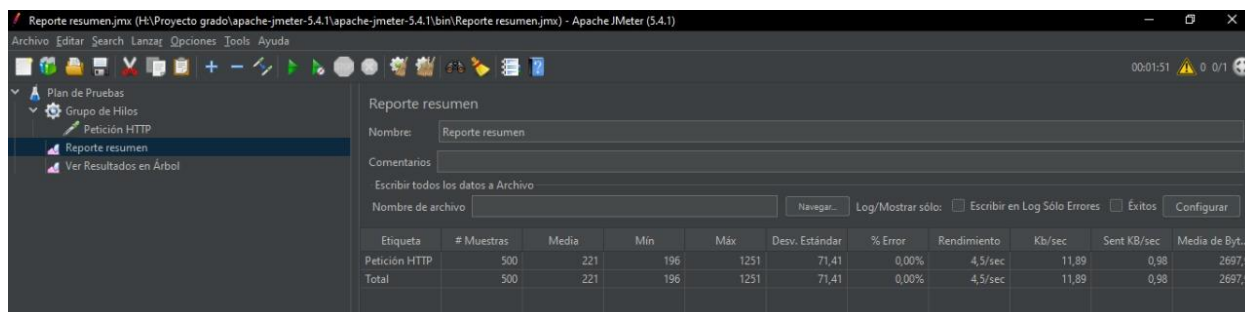 Reporte resumen.jmx (H:\Proyecto grado\apache-jmeter-5.4.1\apache-jmeter-5.4.1\bin\Reporte resumen.jmx) - Apache JMeter (5.4.1)
Archivo Editar Search Lanzar Opciones Tools Ayuda
00:01:51 0 0/1
Plan de Pruebas
Grupo de Hilos
Petición HTTP
Reporte resumen
Ver Resultados en Árbol
Reporte resumen
Nombre: Reporte resumen
Comentarios
Escribir todos los datos a Archivo
Nombre de archivo Navegar... Log/Mostrar sólo: Escribir en Log Sólo Errores Éxitos Configurar
Etiqueta # Muestras Media Mín Máx Desv. Estándar % Error Rendimiento Kb/sec Sent KB/sec Media de Byt...
Petición HTTP 500 221 196 1251 71,41 0,00% 4,5/sec 11,89 0,98 2697,
Total 500 221 196 1251 71,41 0,00% 4,5/sec 11,89 0,98 2697,